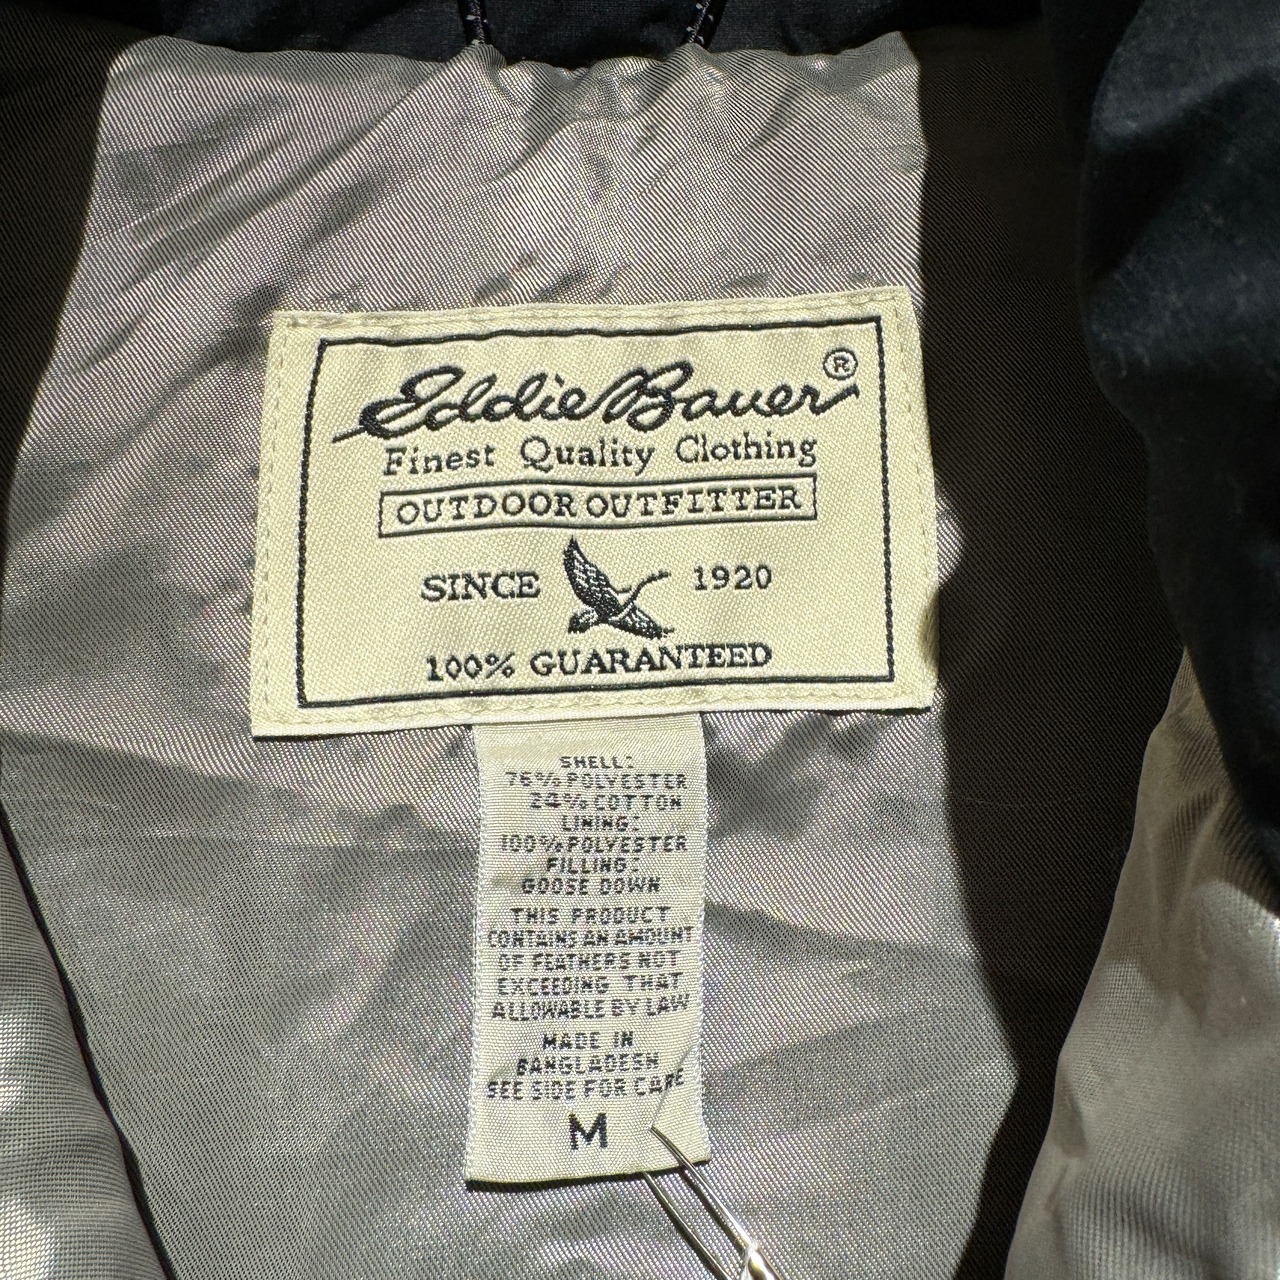 Eddie Bauer®
Finest Quality Clothing
OUTDOOR OUTFITTER
SINCE 1920
100% GUARANTEED
SHELL:
76% POLYESTER
24% COTTON
LINING:
100% POLYESTER
FILLING:
GOOSE DOWN
THIS PRODUCT
CONTAINS AN AMOUNT
OF FEATHERS NOT
EXCEEDING THAT
ALLOWABLE BY LAW
MADE IN
BANGLADESH
SEE SIDE FOR CARE
M